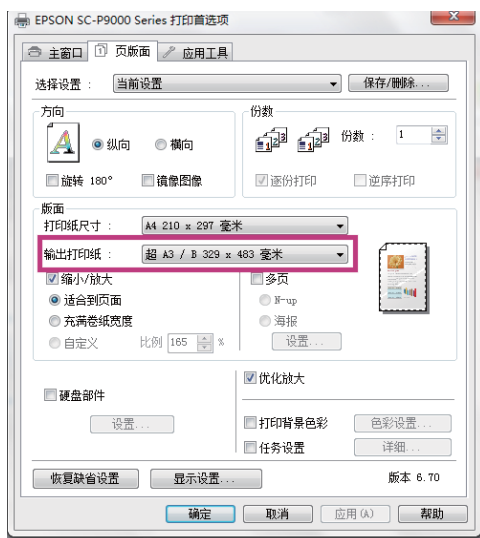 EPSON SC-P9000 Series 打印首选项
主窗口 页版面 应用工具
选择设置 : 当前设置 保存/删除...
方向 份数
纵向 横向 份数 : 1
旋转 180° 镜像图像 逐份打印 逆序打印
版面
打印纸尺寸 : A4 210 x 297 毫米
输出打印纸 : 超 A3 / B 329 x 483 毫米
缩小/放大 多页
适合到页面 N-up
充满卷纸宽度 海报
自定义 比例 165 % 设置...
优化放大
硬盘部件
设置... 打印背景色彩 色彩设置...
任务设置 详细...
恢复缺省设置 显示设置... 版本 6.70
确定 取消 应用(A) 帮助